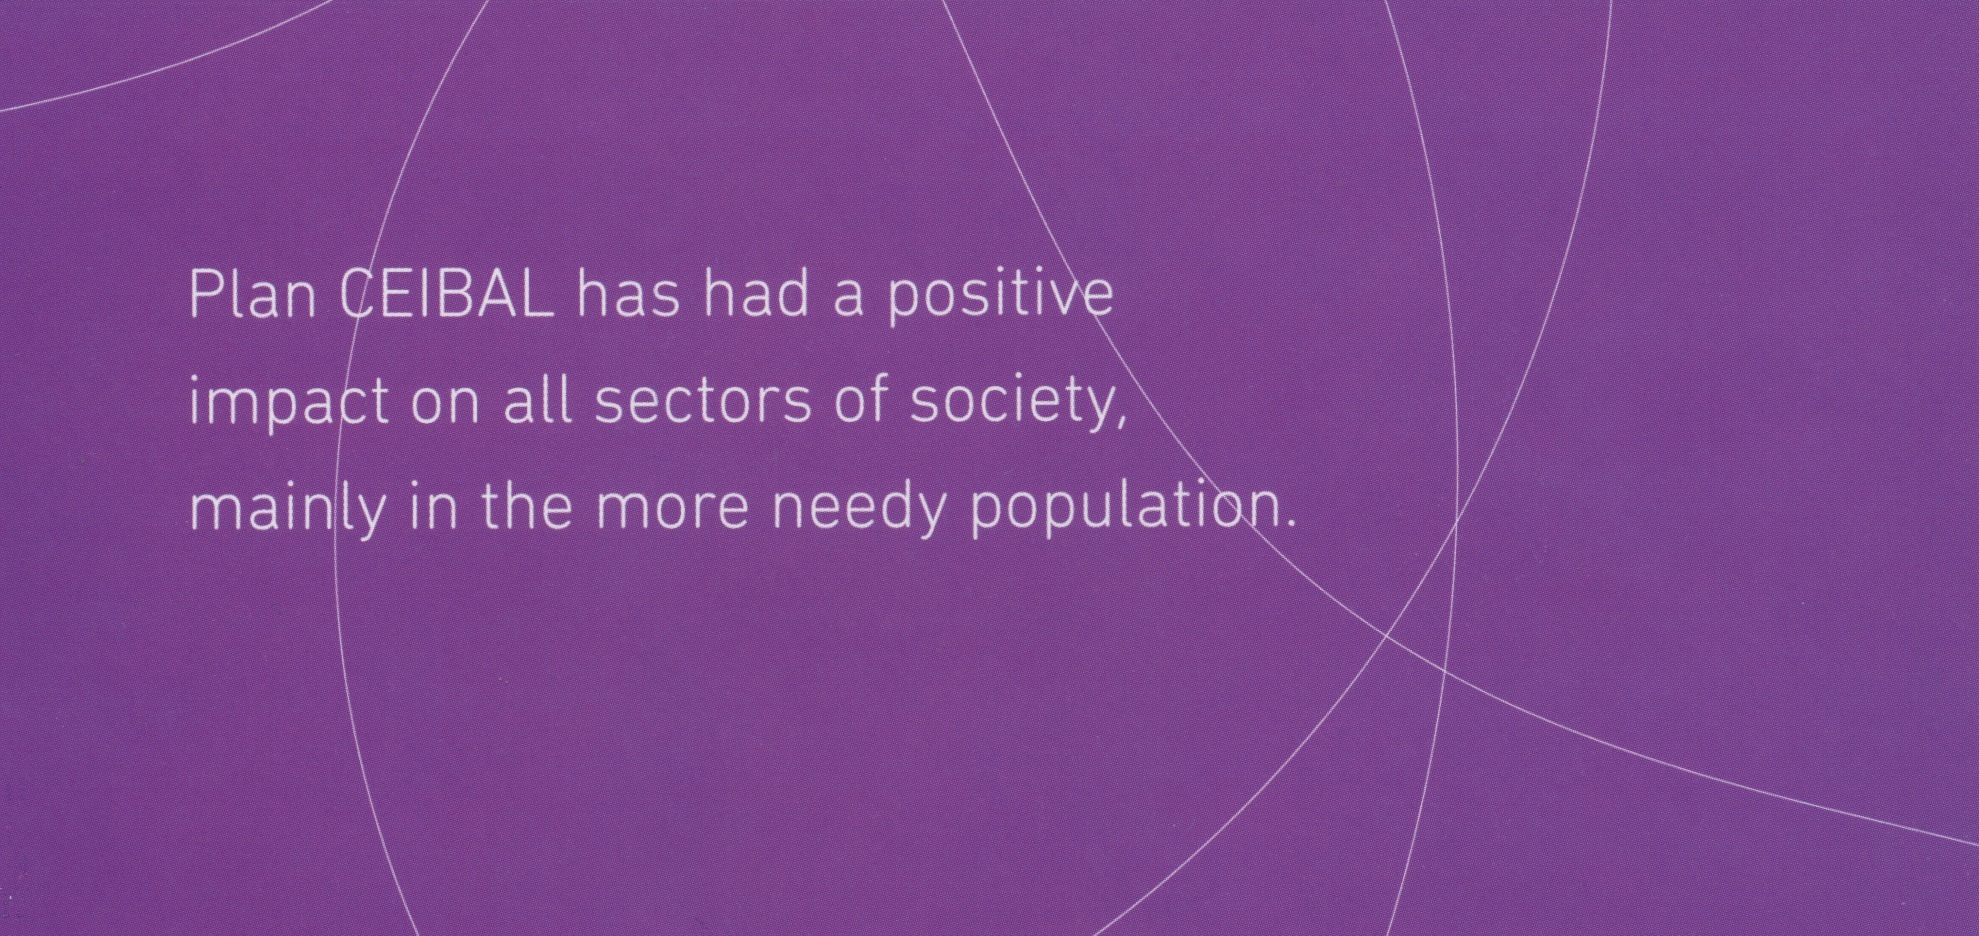 Plan CEIBAL has had a positive
impact on all sectors of society,
mainly in the more needy population.